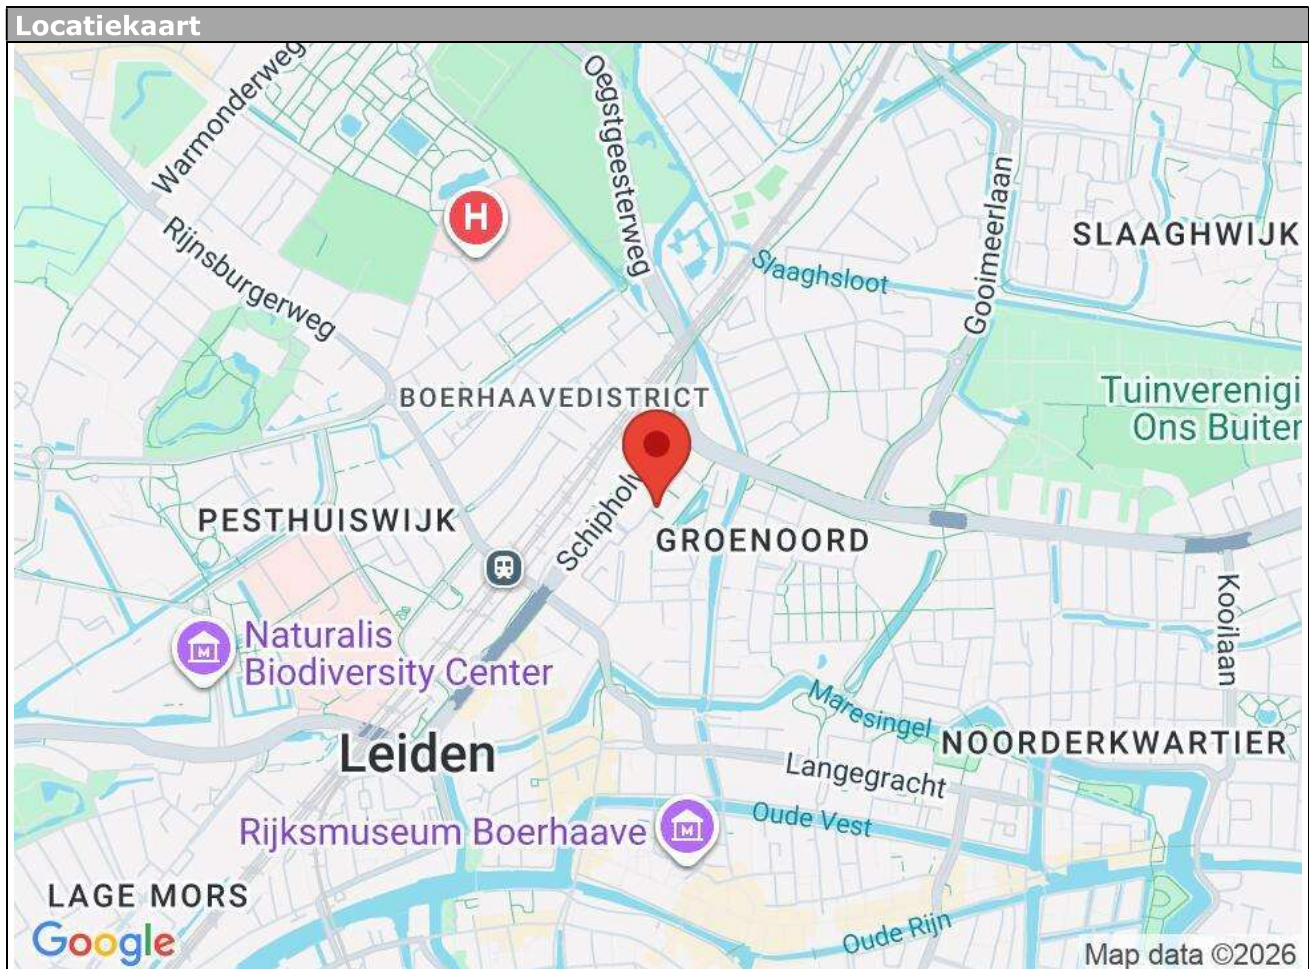 Locatiekaart
Warmonderweg
Oegstgeesterweg
Rijnsburgerweg
H
Gooimeerlaan
SLAAGHWIJK
Slaaghsloot
BOERHAAVEDISTRICT
Tuinverenigi
Ons Buiten
PESTHUISWIJK
Schiphol
GROENOORD
Kooilaan
Naturalis
Biodiversity Center
Maresingel
NOORDERKWARTIER
Leiden
Langegracht
Oude Vest
Rijksmuseum Boerhaave
LAGE MORS
Oude Rijn
Google
Map data ©2026